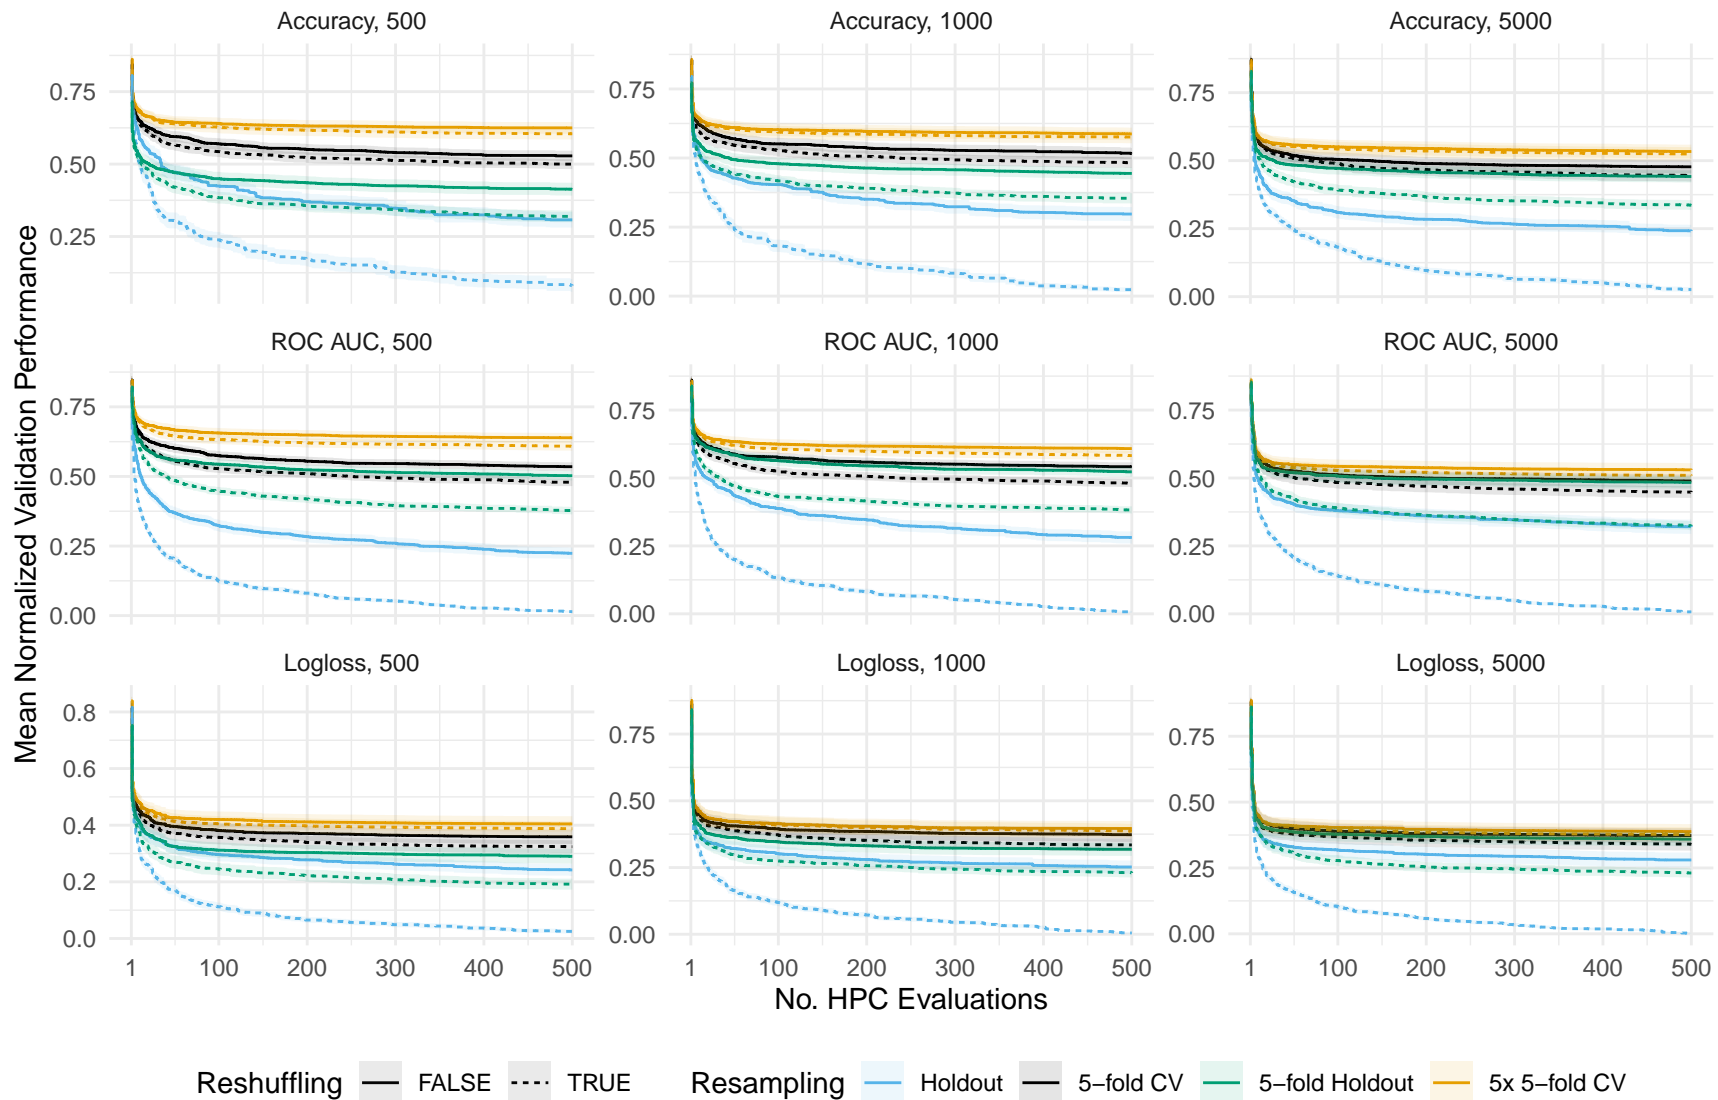 Accuracy, 500
Accuracy, 1000
Accuracy, 5000
0.75
0.50
0.25
0.75
0.50
0.25
0.00
0.75
0.50
0.25
0.00
ROC AUC, 500
ROC AUC, 1000
ROC AUC, 5000
0.75
0.50
0.25
0.00
0.75
0.50
0.25
0.00
0.75
0.50
0.25
0.00
Logloss, 500
Logloss, 1000
Logloss, 5000
0.8
0.6
0.4
0.2
0.0
0.75
0.50
0.25
0.00
0.75
0.50
0.25
0.00
1 100 200 300 400 500
1 100 200 300 400 500
1 100 200 300 400 500
Mean Normalized Validation Performance
No. HPC Evaluations
Reshuffling FALSE TRUE
Resampling Holdout 5−fold CV 5−fold Holdout 5x 5−fold CV